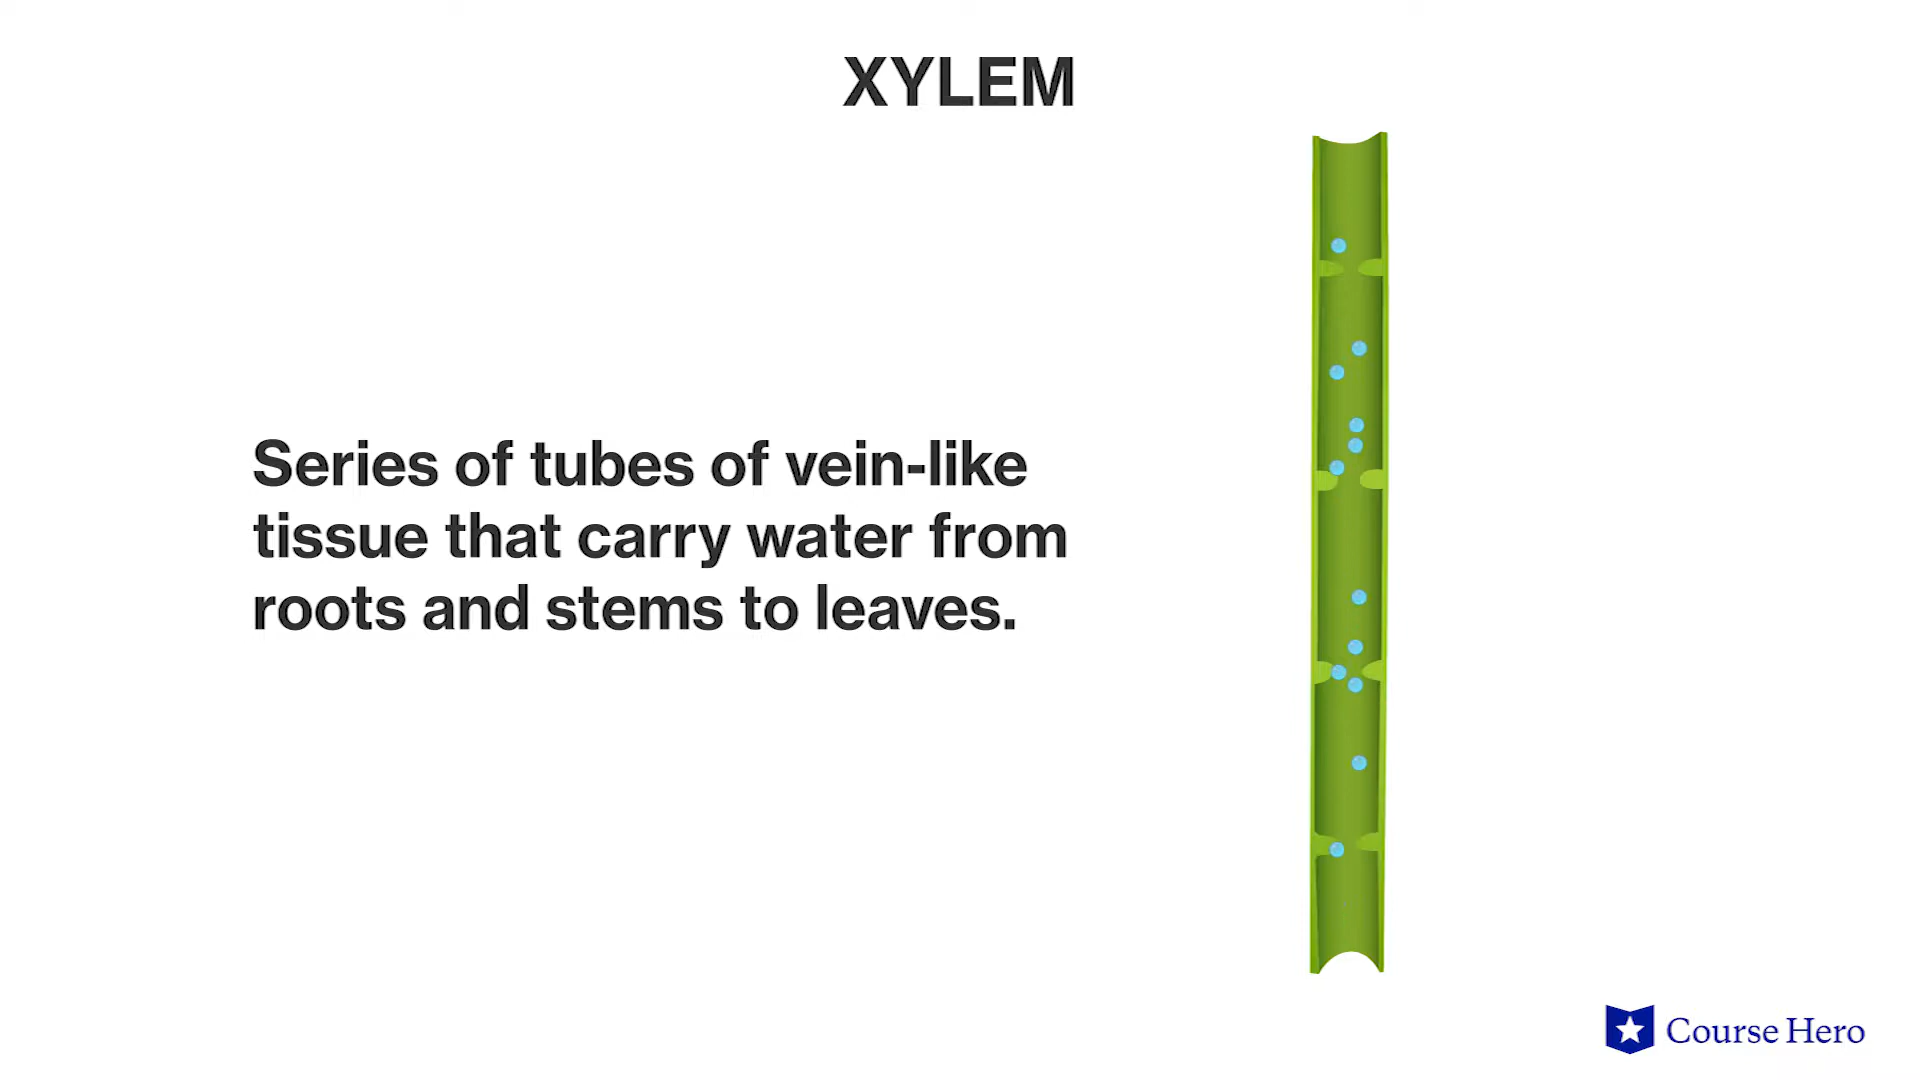 XYLEM
Series of tubes of vein-like
tissue that carry water from
roots and stems to leaves.
Course Hero